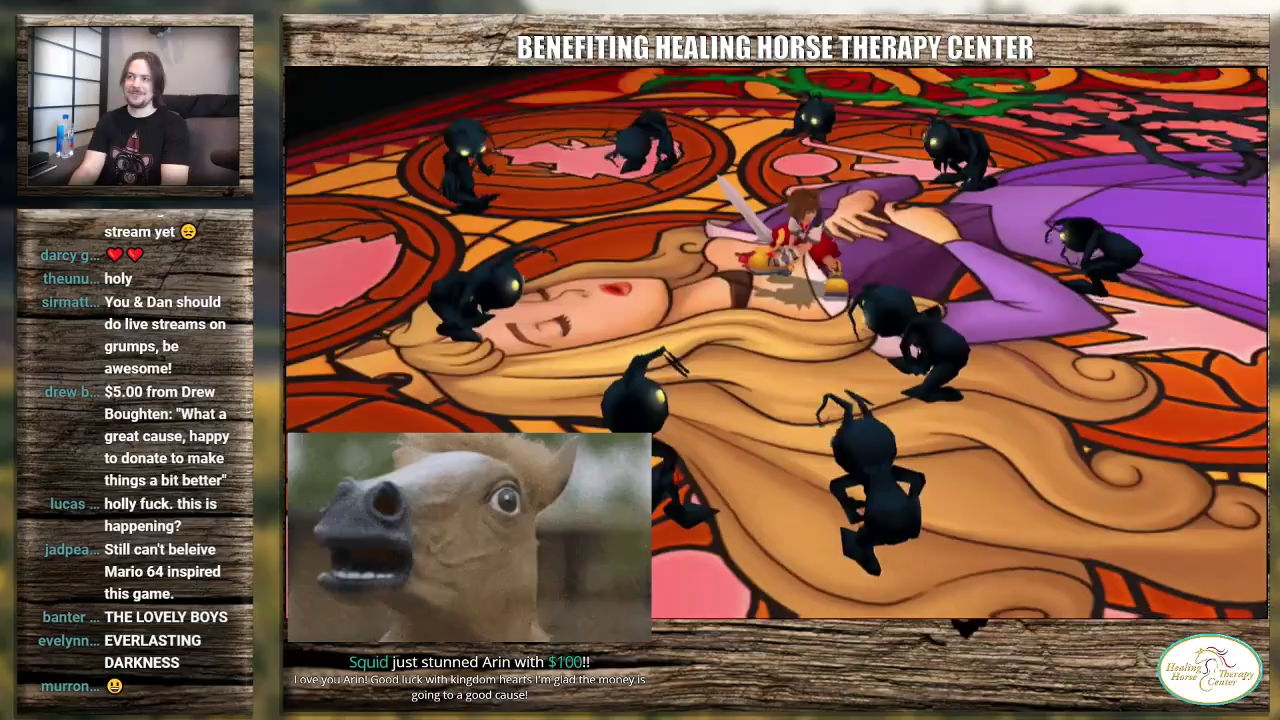 BENEFITING HEALING HORSE THERAPY CENTER
stream yet 😔
darcy g... ❤️ ❤️
theunu... holy
sirmatt... You & Dan should
do live streams on
grumps, be
awesome!
drew b... $5.00 from Drew
Boughten: "What a
great cause, happy
to donate to make
things a bit better"
lucas ... holly fuck. this is
happening?
jadpea... Still can't beleive
Mario 64 inspired
this game.
banter ... THE LOVELY BOYS
evelynn... EVERLASTING
DARKNESS
murron... 😃
Squid just stunned Arin with $100!!
Love you Arin! Good luck with kingdom hearts I'm glad the money is
going to a good cause!
Healing
Horse Therapy
Center